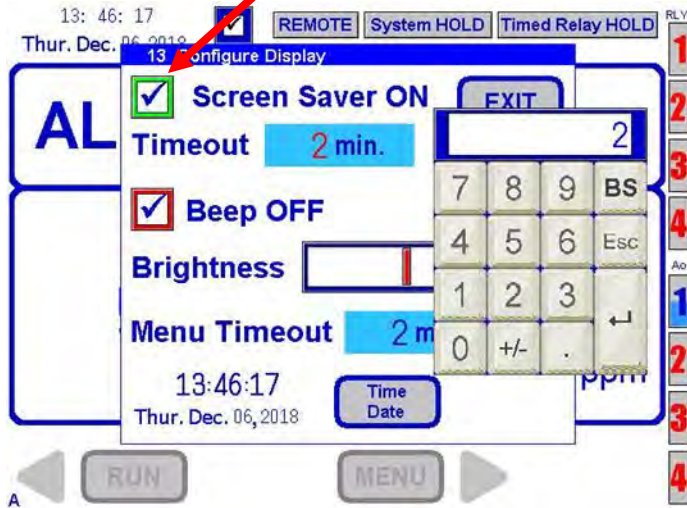 13: 46: 17
REMOTE
System HOLD
Timed Relay HOLD
RLY
Thur. Dec. 06, 2018
13 Configure Display
1
Screen Saver ON
EXIT
2
AL
Timeout 2 min.
2
3
7 8 9 BS
Beep OFF
4
4 5 6 Esc
Brightness
Ao
1 2 3
1
Menu Timeout 2 m
0 +/- .
ppm
2
13:46:17
Time
Date
Thur. Dec. 06, 2018
3
RUN
MENU
4
A